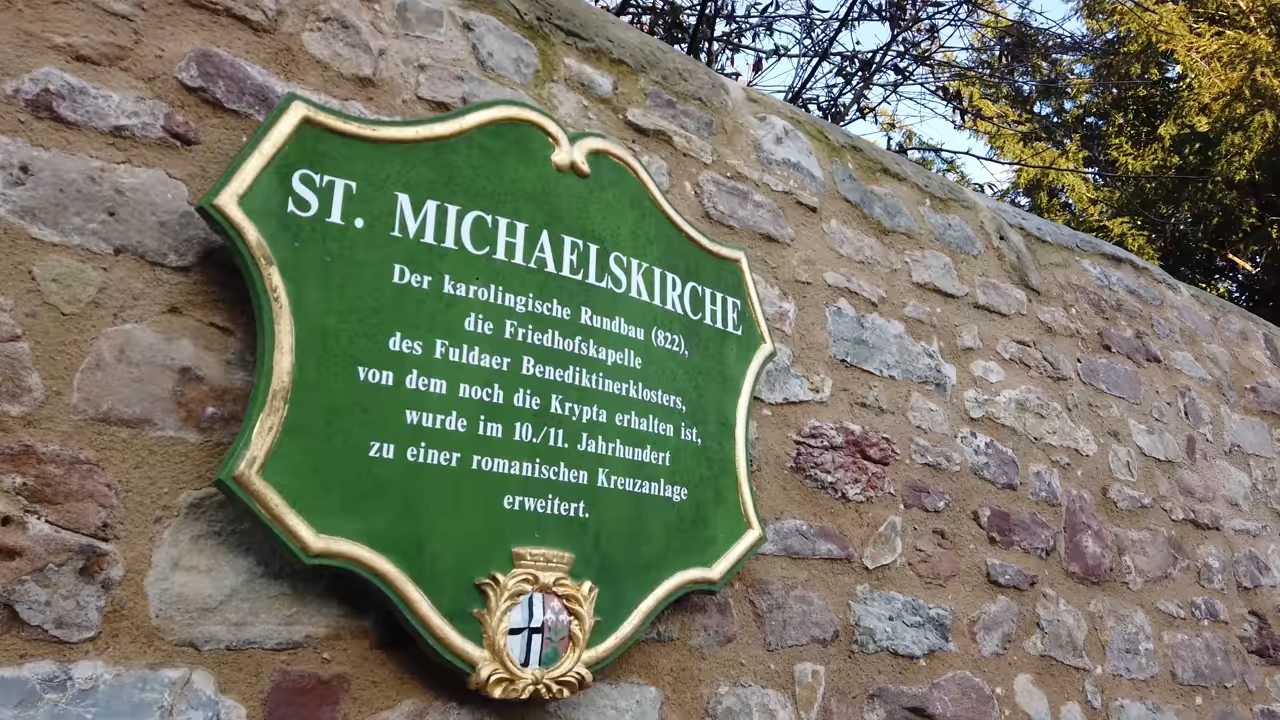 ST. MICHAELSKIRCHE
Der karolingische Rundbau (822),
die Friedhofskapelle
des Fuldaer Benediktinerklosters,
von dem noch die Krypta erhalten ist,
wurde im 10./11. Jahrhundert
zu einer romanischen Kreuzanlage
erweitert.